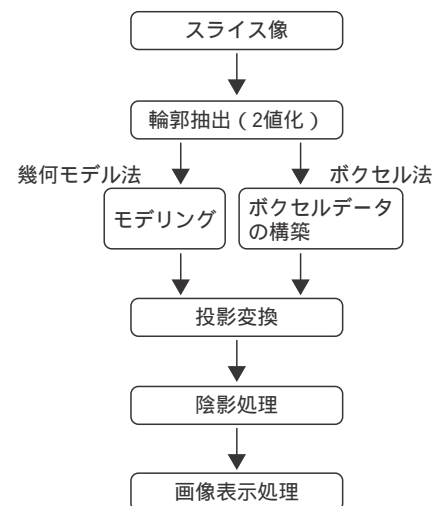 スライス像
輪郭抽出（2値化）
幾何モデル法
ボクセル法
モデリング
ボクセルデータ
の構築
投影変換
陰影処理
画像表示処理